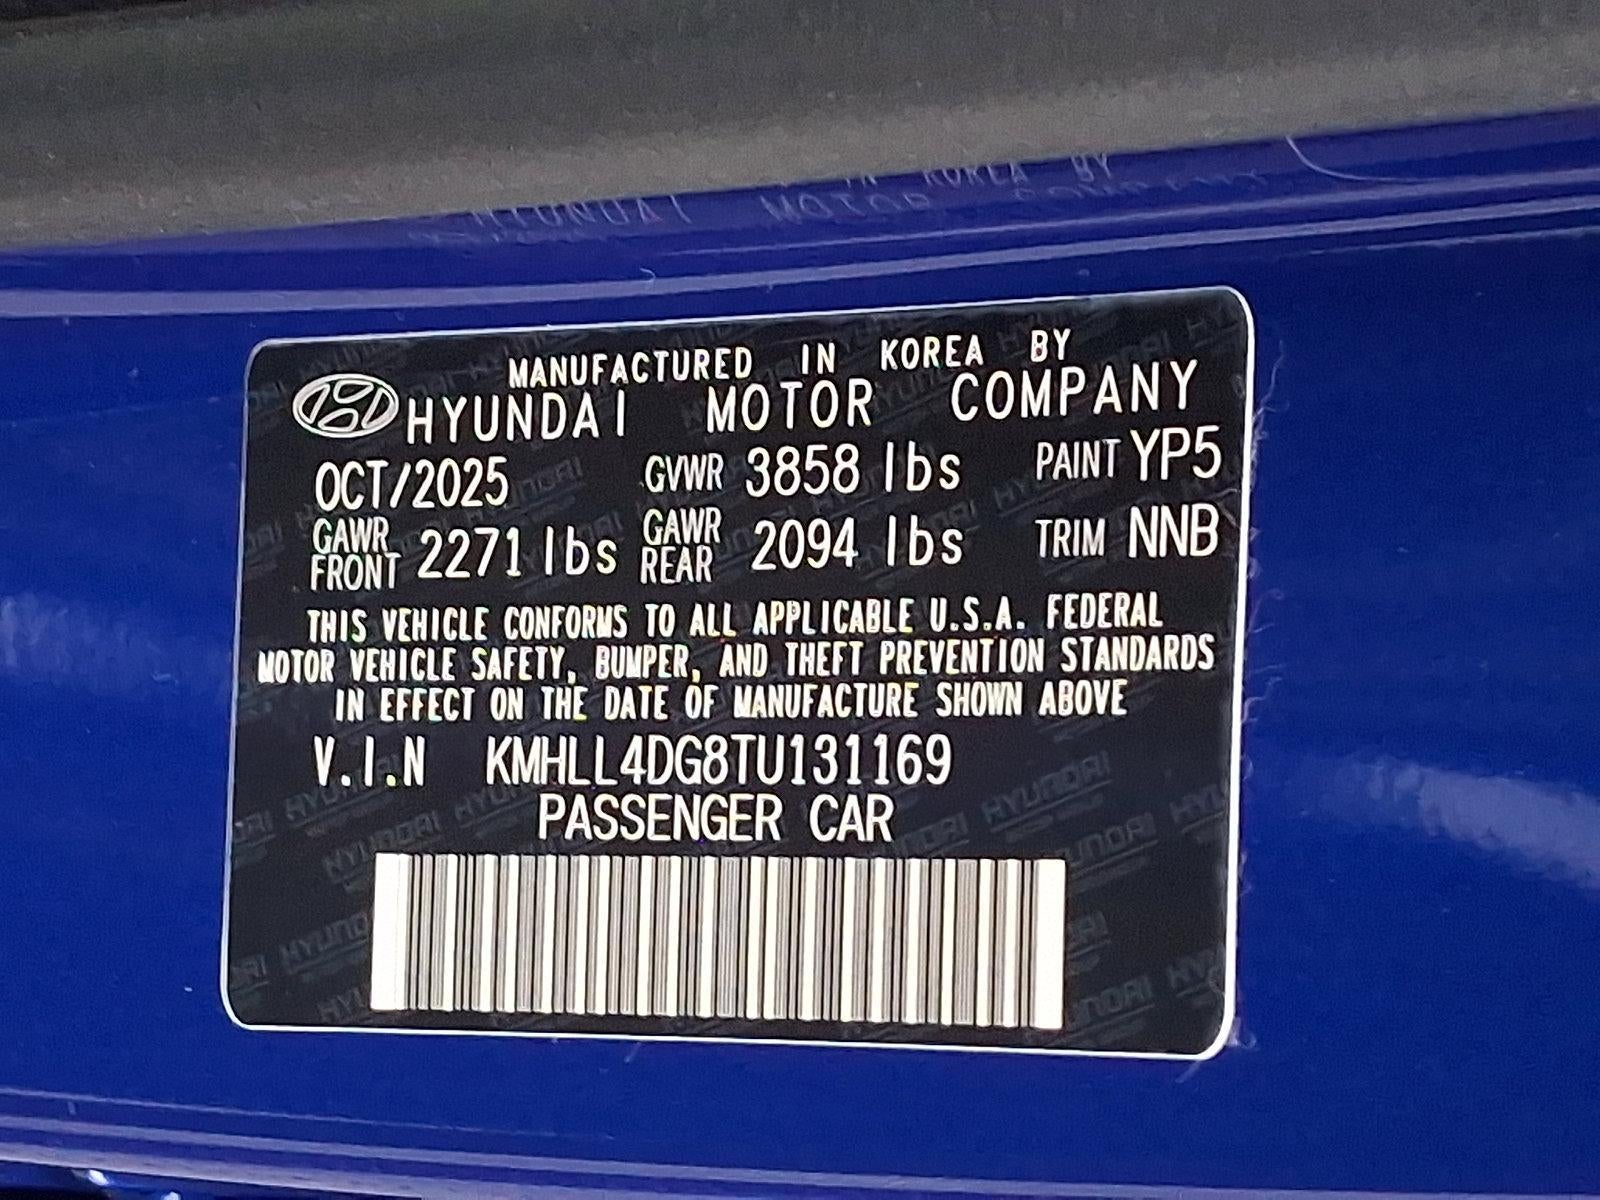 MANUFACTURED IN KOREA BY
HYUNDAI MOTOR COMPANY
OCT/2025 GVWR 3858 lbs PAINT YP5
GAWR FRONT 2271 lbs GAWR REAR 2094 lbs TRIM NNB
THIS VEHICLE CONFORMS TO ALL APPLICABLE U.S.A. FEDERAL
MOTOR VEHICLE SAFETY, BUMPER, AND THEFT PREVENTION STANDARDS
IN EFFECT ON THE DATE OF MANUFACTURE SHOWN ABOVE
V.I.N KMHLL4DG8TU131169
PASSENGER CAR